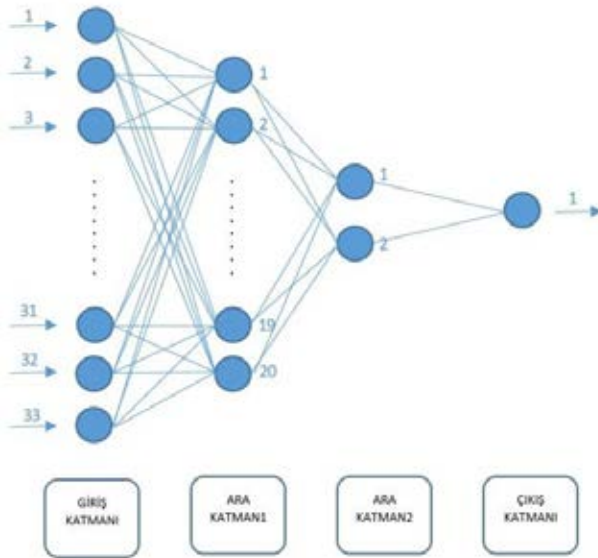 1
2
3
31
32
33
1
2
19
20
1
2
1
GİRİŞ
KATMANI
ARA
KATMAN1
ARA
KATMAN2
ÇIKIŞ
KATMANI